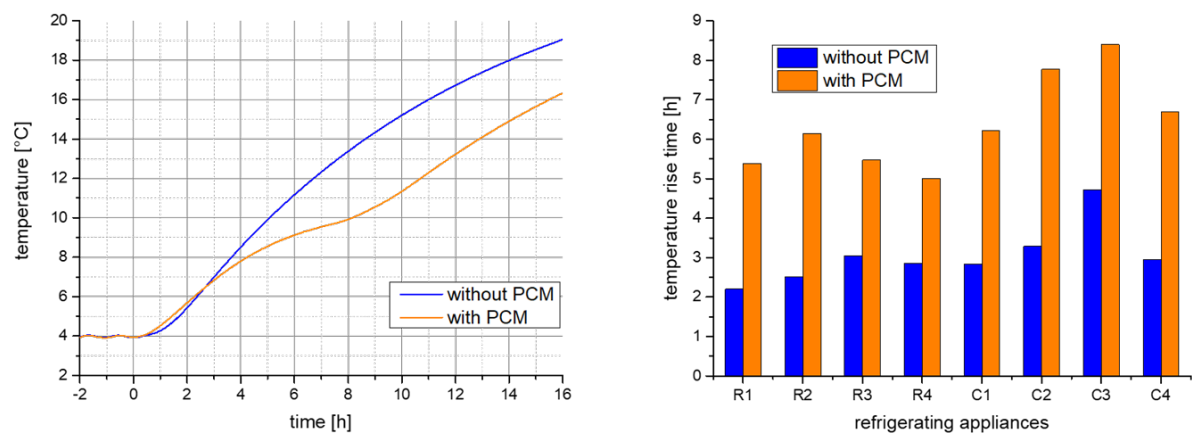 20
18
16
14
12
10
8
6
4
2
temperature [°C]
without PCM
with PCM
-2 0 2 4 6 8 10 12 14 16
time [h]
9
8
7
6
5
4
3
2
1
0
temperature rise time [h]
without PCM
with PCM
R1 R2 R3 R4 C1 C2 C3 C4
refrigerating appliances